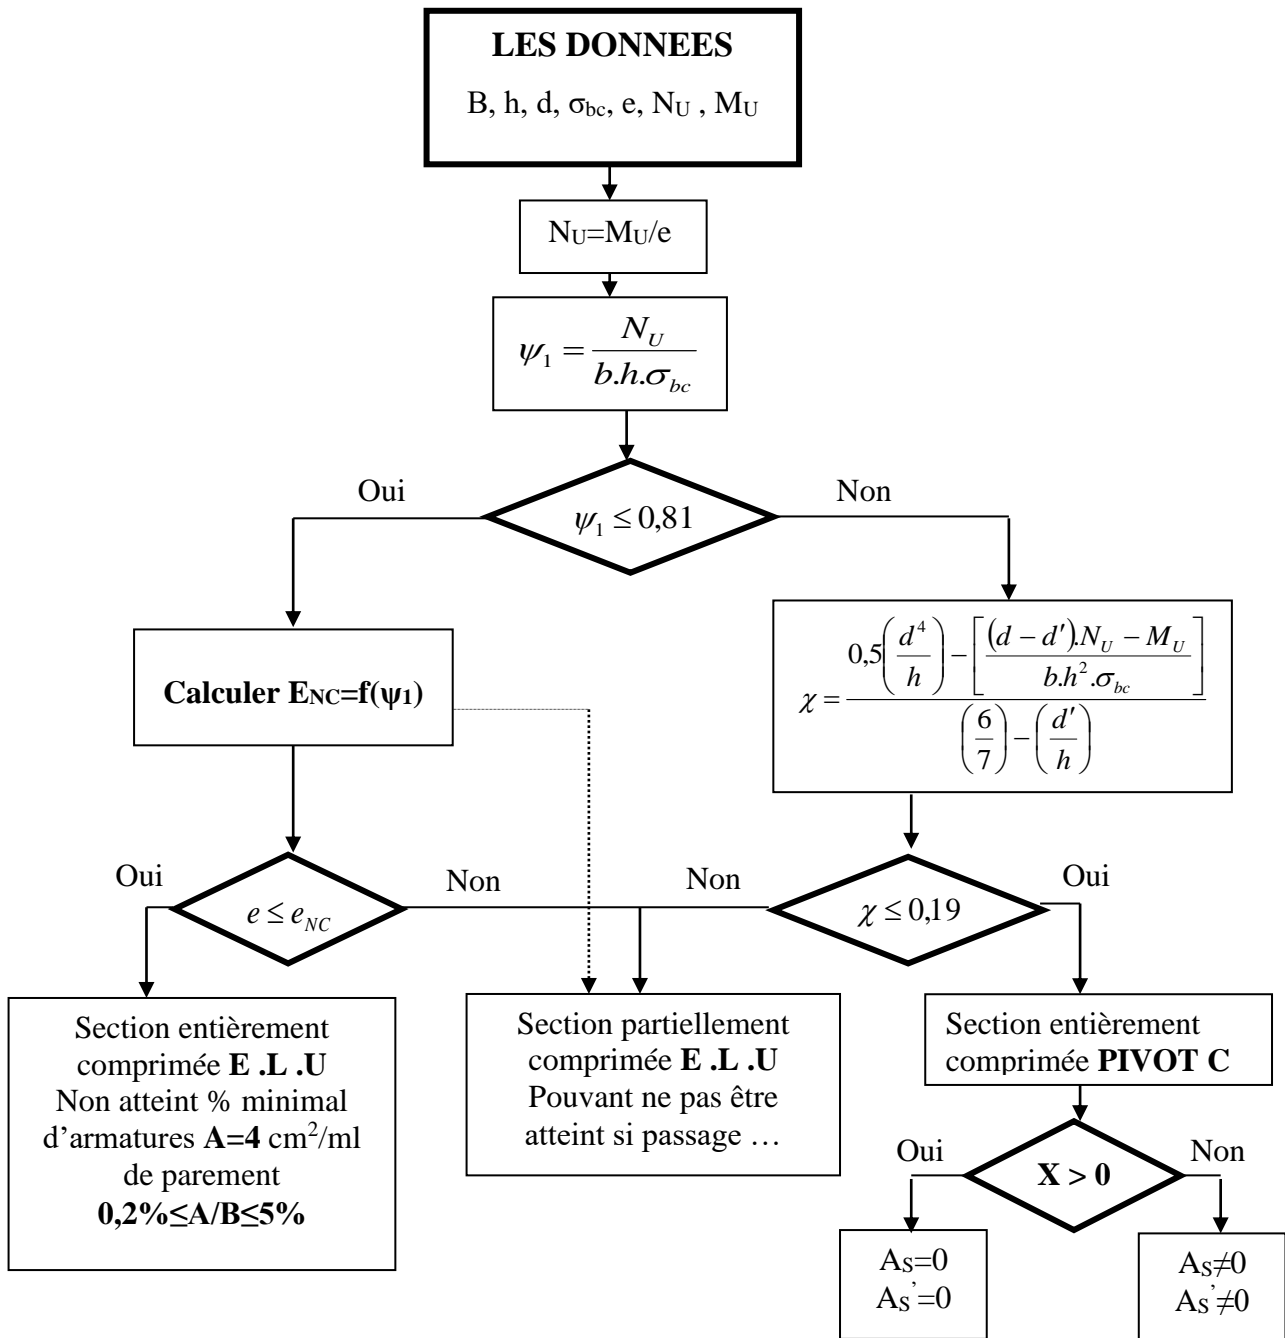 LES DONNEES
B, h, d, σbc, e, NU , MU
NU=MU/e
ψ1 = NU / b.h.σbc
Oui
Non
ψ1 ≤ 0,81
χ = (0,5(d⁴/h) − [((d − d′).NU − MU) / (b.h².σbc)]) / ((6/7) − (d′/h))
Calculer ENC=f(ψ1)
Oui
Non
Non
Oui
e ≤ eNC
χ ≤ 0,19
Section entièrement
comprimée E .L .U
Non atteint % minimal
d’armatures A=4 cm²/ml
de parement
0,2%≤A/B≤5%
Section partiellement
comprimée E .L .U
Pouvant ne pas être
atteint si passage …
Section entièrement
comprimée PIVOT C
Oui
Non
X > 0
AS=0
AS’=0
AS≠0
AS’≠0